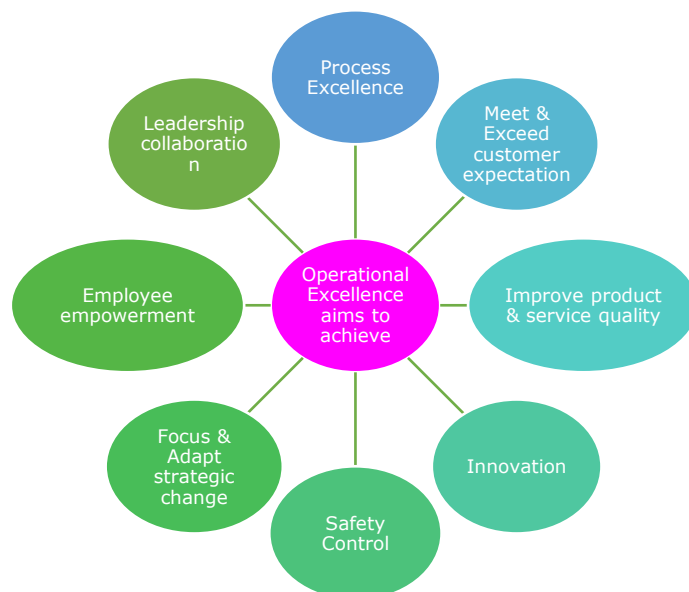 Process
Excellence
Meet &
Exceed
customer
expectation
Improve product
& service quality
Innovation
Safety
Control
Focus &
Adapt
strategic
change
Employee
empowerment
Leadership
collaboratio
n
Operational
Excellence
aims to
achieve